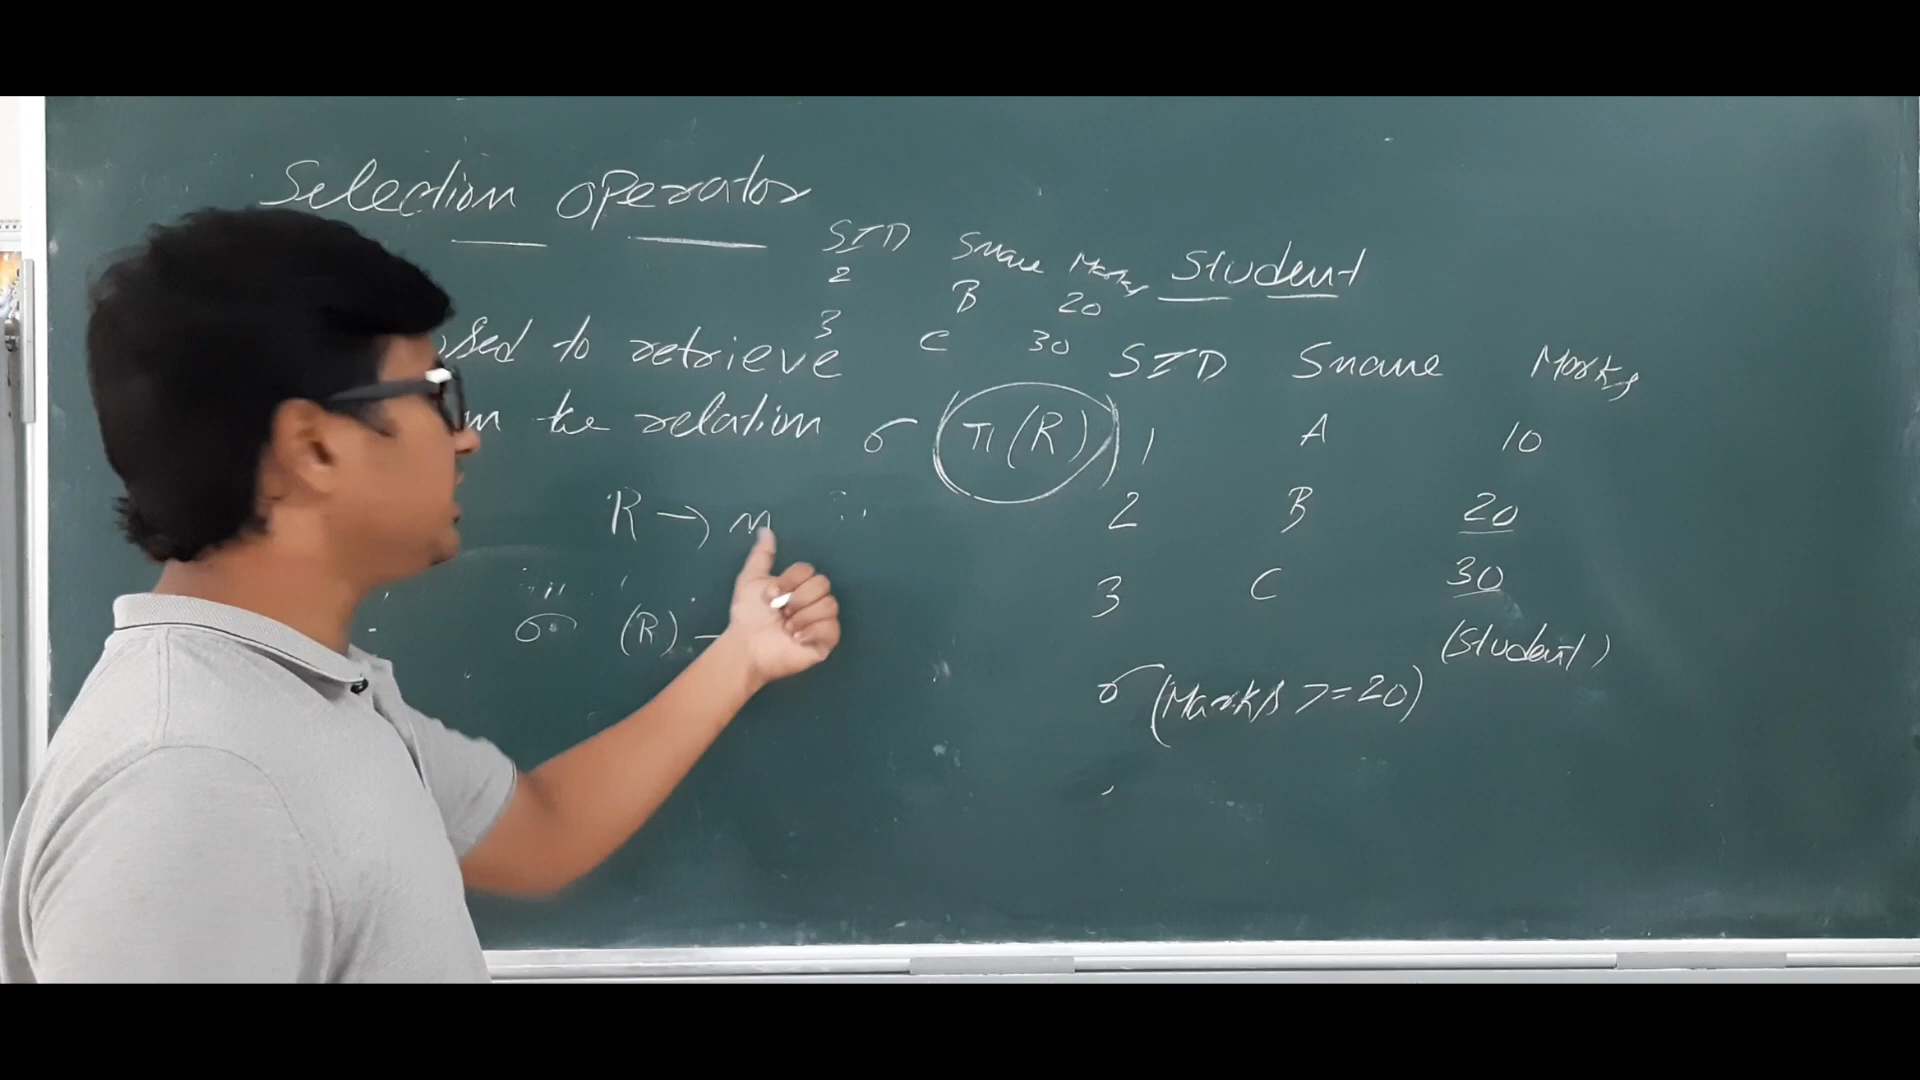 Selection operator
SID Sname Marks
2 B 20
3 C 30
Student
used to retrieve
the relation
σ (π(R))
R → n
σ (R) –
SID Sname Marks
1 A 10
2 B 20
3 C 30
σ (Marks >= 20) (Student)